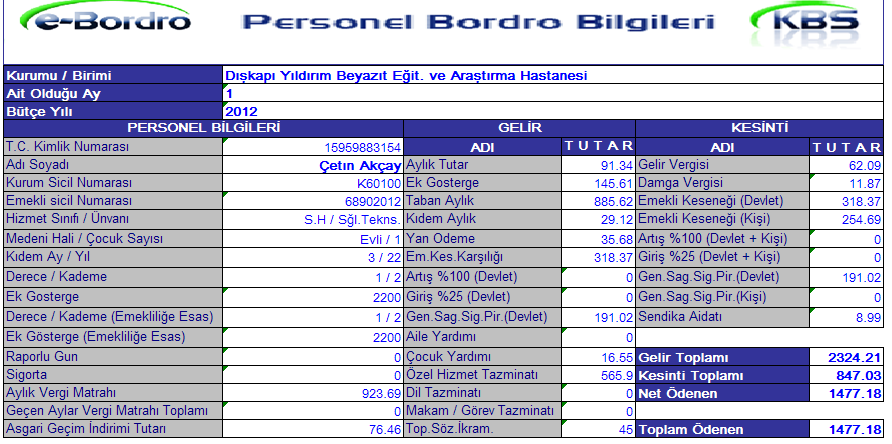 e-Bordro Personel Bordro Bilgileri KBS
Kurumu / Birimi Dışkapı Yıldırım Beyazıt Eğit. ve Araştırma Hastanesi
Ait Olduğu Ay 1
Bütçe Yılı 2012
PERSONEL BİLGİLERİ GELİR KESİNTİ
T.C. Kimlik Numarası 15959883154 ADI T U T A R ADI T U T A R
Adı Soyadı Çetin Akçay Aylık Tutar 91.34 Gelir Vergisi 62.09
Kurum Sicil Numarası K60100 Ek Gosterge 145.61 Damga Vergisi 11.87
Emekli sicil Numarası 68902012 Taban Aylık 885.62 Emekli Keseneği (Devlet) 318.37
Hizmet Sınıfı / Ünvanı S.H / Sğl.Tekns. Kıdem Aylık 29.12 Emekli Keseneği (Kişi) 254.69
Medeni Hali / Çocuk Sayısı Evli / 1 Yan Odeme 35.68 Artış %100 (Devlet + Kişi) 0
Kıdem Ay / Yıl 3 / 22 Em.Kes.Karşılığı 318.37 Giriş %25 (Devlet + Kişi) 0
Derece / Kademe 1 / 2 Artış %100 (Devlet) 0 Gen.Sag.Sig.Pir.(Devlet) 191.02
Ek Gosterge 2200 Giriş %25 (Devlet) 0 Gen.Sag.Sig.Pir.(Kişi) 0
Derece / Kademe (Emekliliğe Esas) 1 / 2 Gen.Sag.Sig.Pir.(Devlet) 191.02 Sendika Aidatı 8.99
Ek Gösterge (Emekliliğe Esas) 2200 Aile Yardımı 0
Raporlu Gun 0 Çocuk Yardımı 16.55 Gelir Toplamı 2324.21
Sigorta 0 Özel Hizmet Tazminatı 565.9 Kesinti Toplamı 847.03
Aylık Vergi Matrahı 923.69 Dil Tazminatı 0 Net Ödenen 1477.18
Geçen Aylar Vergi Matrahı Toplamı 0 Makam / Görev Tazminatı 0
Asgari Geçim İndirimi Tutarı 76.46 Top.Söz.İkram. 45 Toplam Ödenen 1477.18